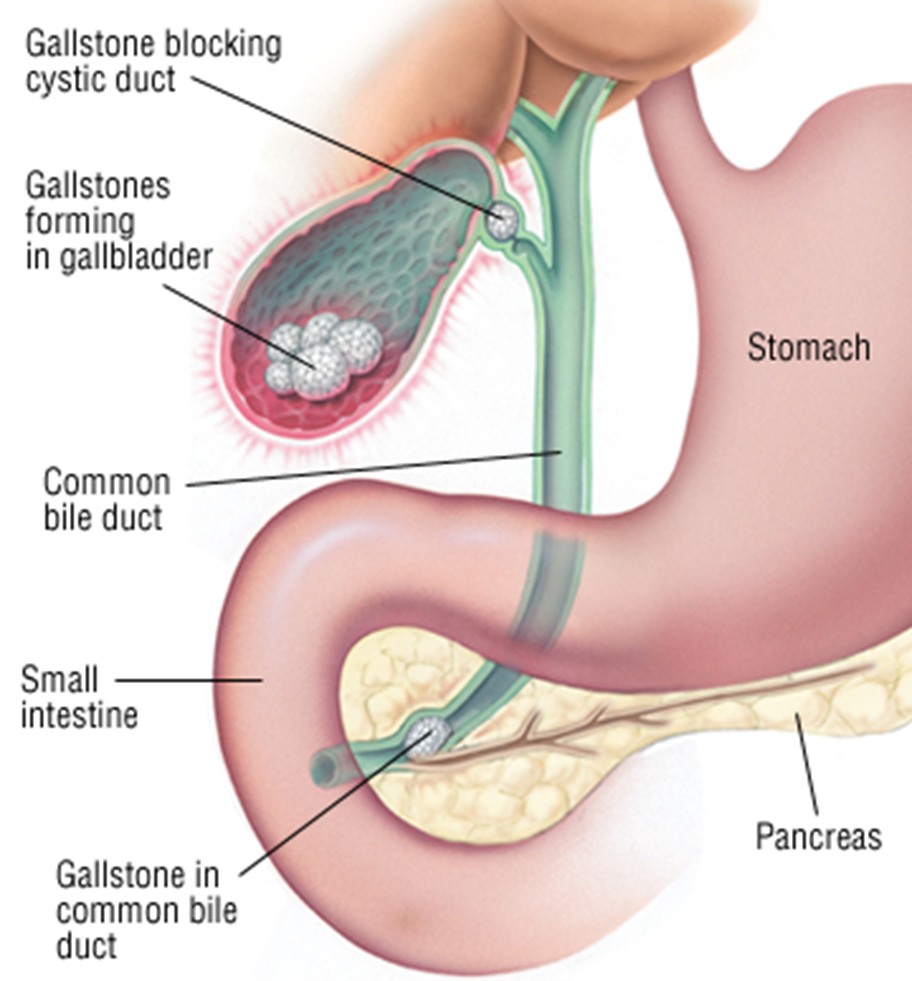 Gallstone blocking
cystic duct
Gallstones
forming
in gallbladder
Stomach
Common
bile duct
Small
intestine
Pancreas
Gallstone in
common bile
duct